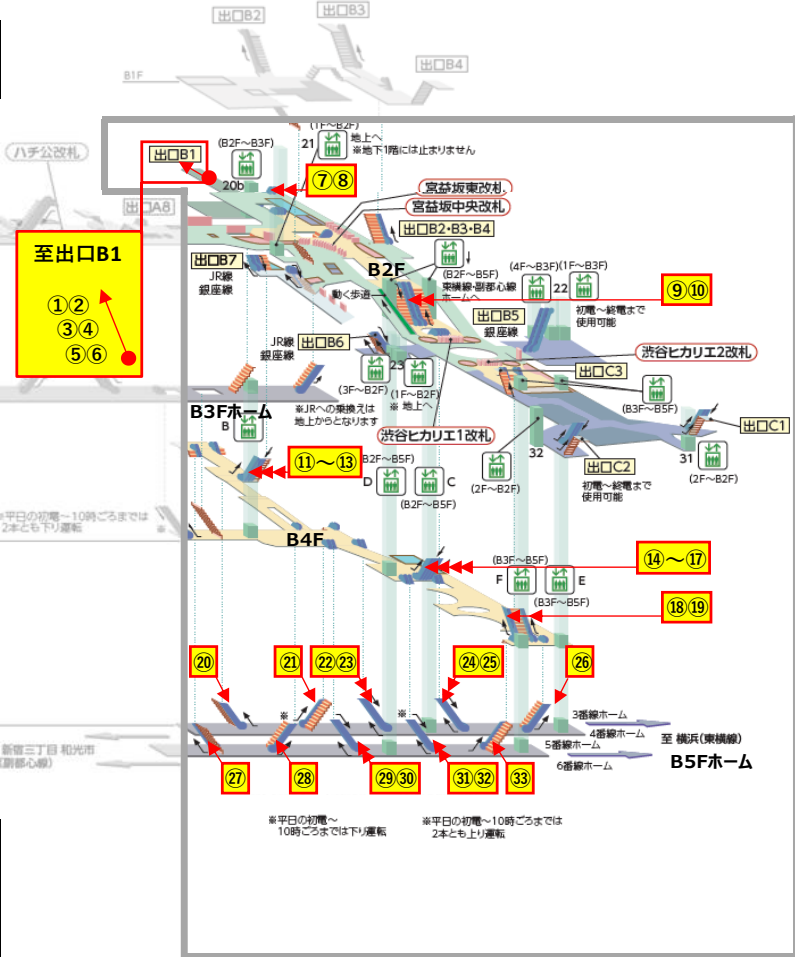 出口B2
出口B3
B1F
出口B4
(1F～B2F)
地上へ
※地下1階には止まりません
21
(B2F～B3F)
ハチ公改札
出口B1
20b
⑦⑧
宮益坂東改札
宮益坂中央改札
出口A8
出口B2・B3・B4
至出口B1
①②
③④
⑤⑥
出口B7
JR線
銀座線
B2F
動く歩道
(B2F～B5F)
東横線・副都心線
ホームへ
(4F～B3F)
(1F～B3F)
22
⑨⑩
初電～終電まで
使用可能
出口B5
銀座線
JR線
銀座線
出口B6
渋谷ヒカリエ2改札
23
出口C3
(3F～B2F)
(1F～B2F)
※ 地上へ
(B3F～B5F)
B3Fホーム
B
※JRへの乗換えは
地上からとなります
渋谷ヒカリエ1改札
出口C1
⑪～⑬
B2F～B5F)
D
C
(B2F～B5F)
32
(2F～B2F)
出口C2
初電～終電まで
使用可能
31
(2F～B2F)
※平日の初電～10時ごろまでは
2本とも下り運転
※
B4F
(B3F～B5F)
F
E
(B3F～B5F)
⑭～⑰
⑱⑲
⑳
㉑
㉒㉓
㉔㉕
㉖
※
※
3番線ホーム
4番線ホーム
5番線ホーム
6番線ホーム
至 横浜(東横線)
B5Fホーム
新宿三丁目 和光市
(副都心線)
㉗
㉘
㉙㉚
㉛㉜
㉝
※平日の初電～
10時ごろまでは下り運転
※平日の初電～10時ごろまでは
2本とも上り運転